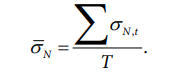 σ̄_N = ∑ σ_{N,t} / T.